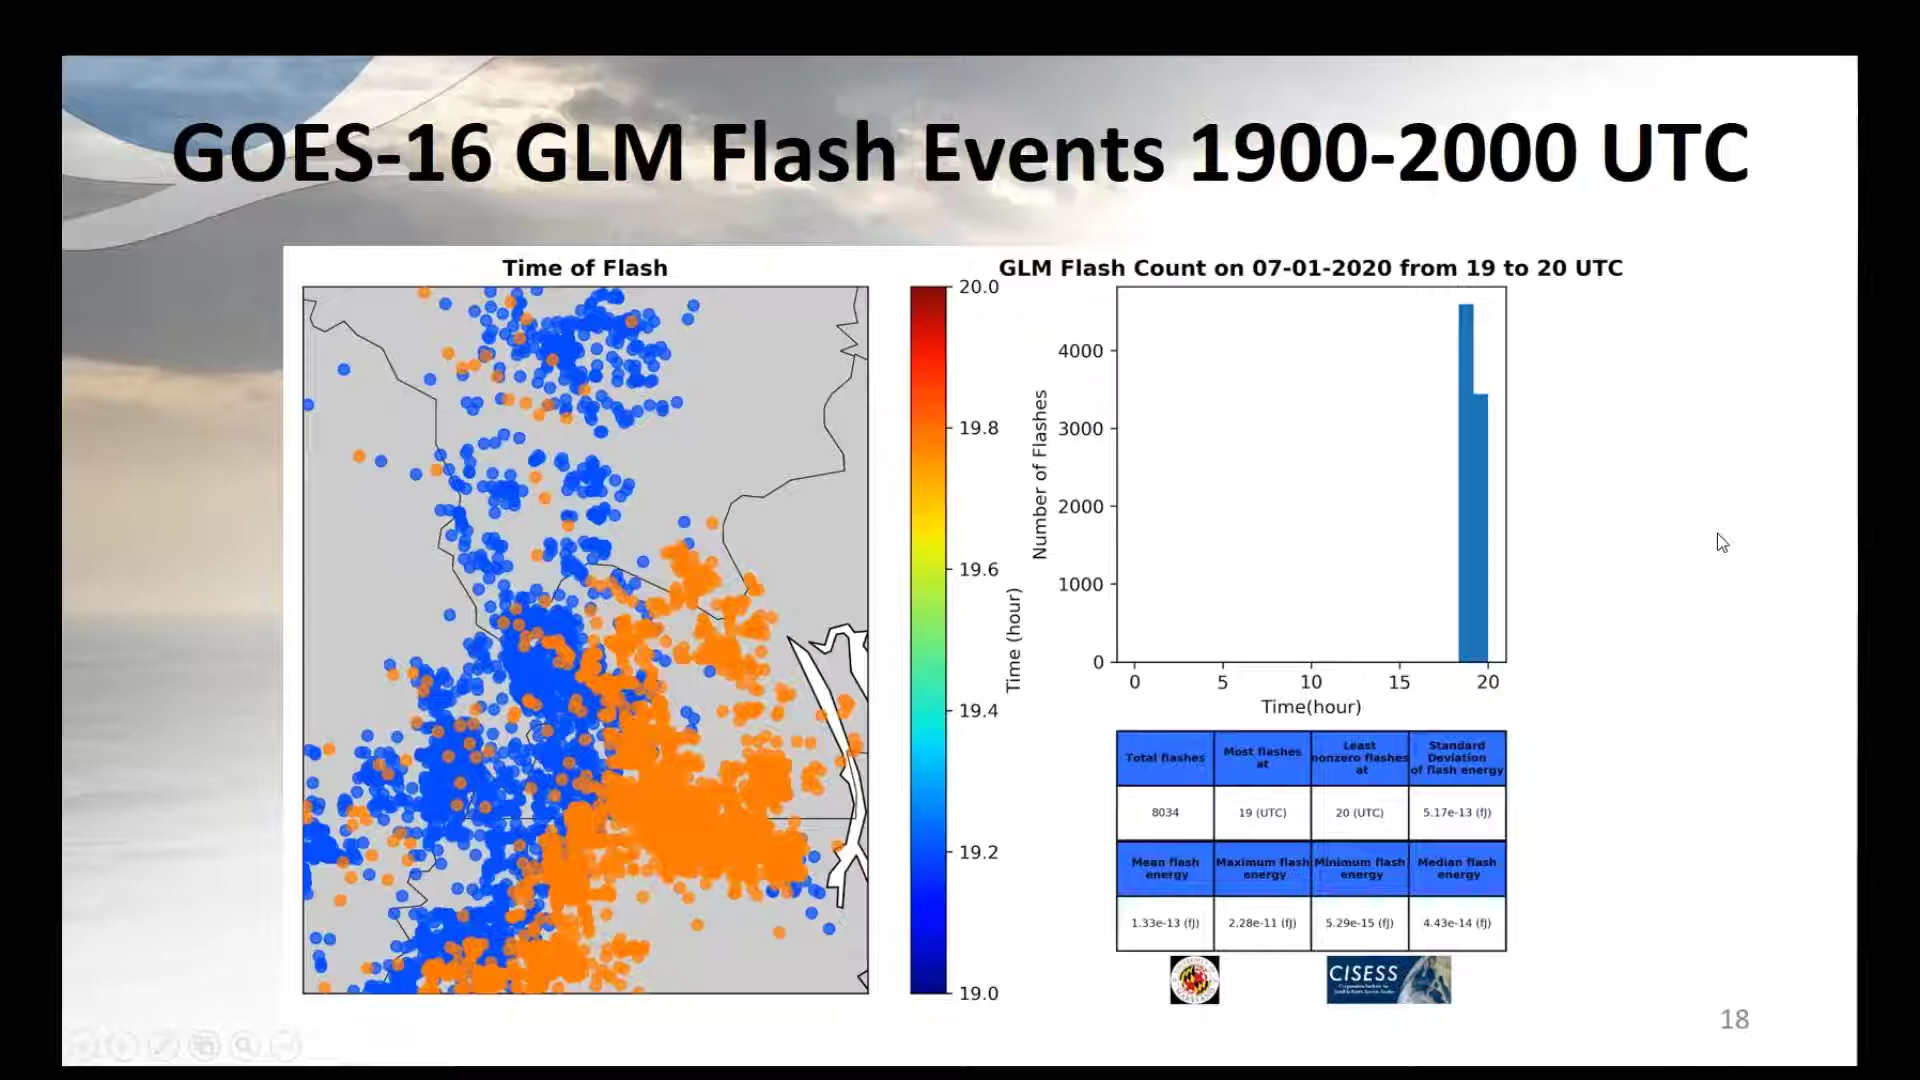 GOES-16 GLM Flash Events 1900-2000 UTC
Time of Flash
20.0
19.8
19.6
19.4
19.2
19.0
Time (hour)
GLM Flash Count on 07-01-2020 from 19 to 20 UTC
Number of Flashes
4000
3000
2000
1000
0
0 5 10 15 20
Time(hour)
Total flashes
Most flashes
at
Least
nonzero flashes
at
Standard
Deviation
of flash energy
8034
19 (UTC)
20 (UTC)
5.17e-13 (fJ)
Mean flash
energy
Maximum flash
energy
Minimum flash
energy
Median flash
energy
1.33e-13 (fJ)
2.28e-11 (fJ)
5.29e-15 (fJ)
4.43e-14 (fJ)
CISESS
18